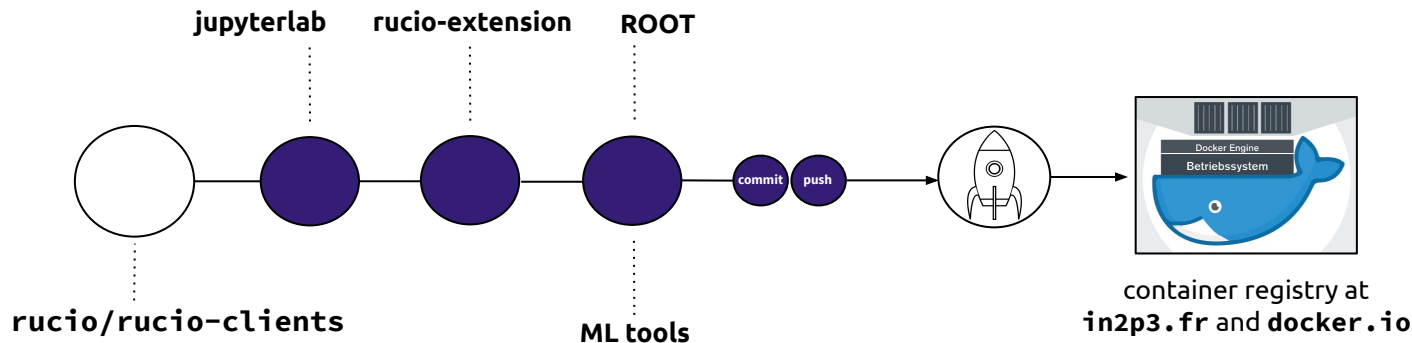 jupyterlab
rucio-extension
ROOT
commit
push
Docker Engine
Betriebssystem
rucio/rucio-clients
ML tools
container registry at
in2p3.fr and docker.io